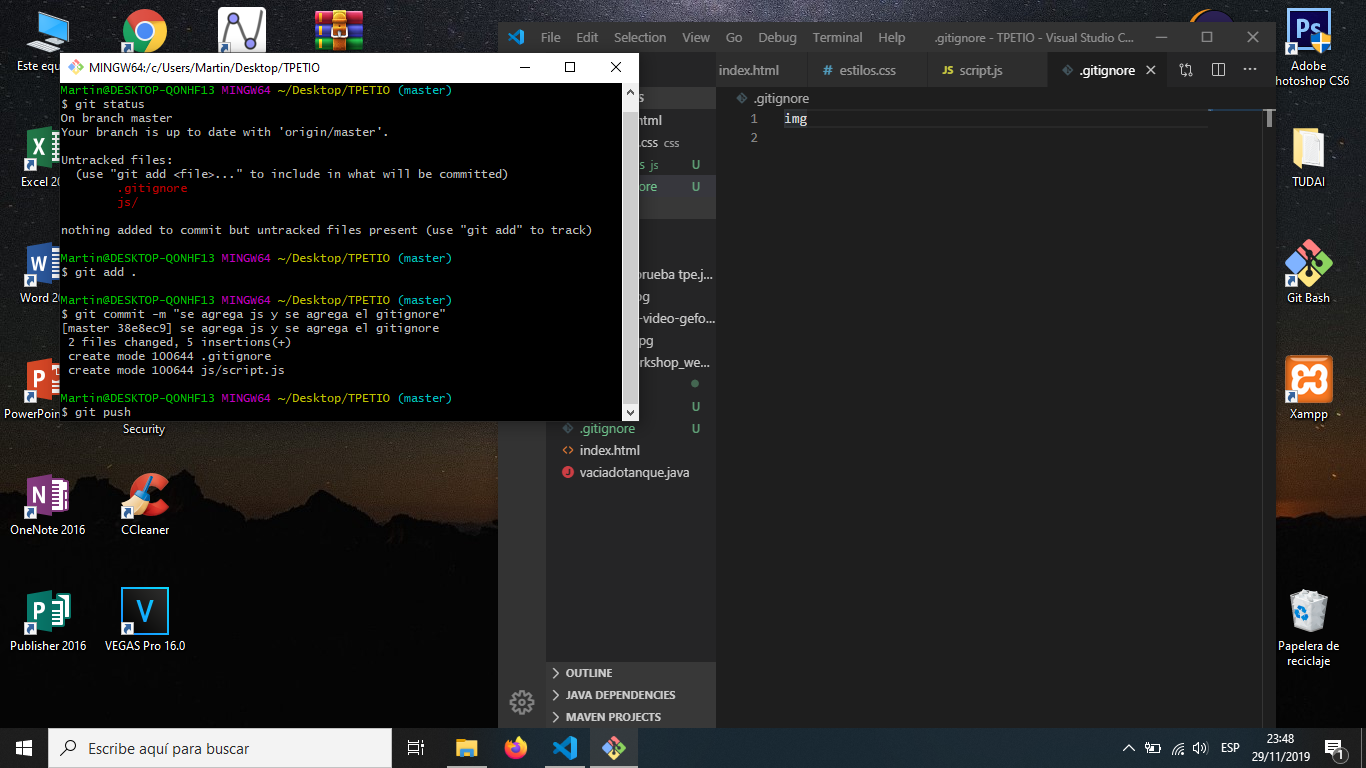 Este equ
Excel 20
Word 20
PowerPoin
Security
OneNote 2016
CCleaner
Publisher 2016
VEGAS Pro 16.0
MINGW64:/c/Users/Martin/Desktop/TPETIO
Martin@DESKTOP-QONHF13 MINGW64 ~/Desktop/TPETIO (master)
$ git status
On branch master
Your branch is up to date with 'origin/master'.
Untracked files:
(use "git add <file>..." to include in what will be committed)
.gitignore
js/
nothing added to commit but untracked files present (use "git add" to track)
Martin@DESKTOP-QONHF13 MINGW64 ~/Desktop/TPETIO (master)
$ git add .
Martin@DESKTOP-QONHF13 MINGW64 ~/Desktop/TPETIO (master)
$ git commit -m "se agrega js y se agrega el gitignore"
[master 38e8ec9] se agrega js y se agrega el gitignore
2 files changed, 5 insertions(+)
create mode 100644 .gitignore
create mode 100644 js/script.js
Martin@DESKTOP-QONHF13 MINGW64 ~/Desktop/TPETIO (master)
$ git push
File Edit Selection View Go Debug Terminal Help .gitignore - TPETIO - Visual Studio C...
index.html # estilos.css JS script.js .gitignore
S
html
.css css
s js U
ore U
prueba tpe.j...
pg
-video-gefo...
pg
rkshop_we...
U
.gitignore U
index.html
vaciadotanque.java
OUTLINE
JAVA DEPENDENCIES
MAVEN PROJECTS
.gitignore
1 img
2
Ps
Adobe
hotoshop CS6
TUDAI
Git Bash
Xampp
Papelera de
reciclaje
Escribe aquí para buscar
ESP
23:48
29/11/2019
1